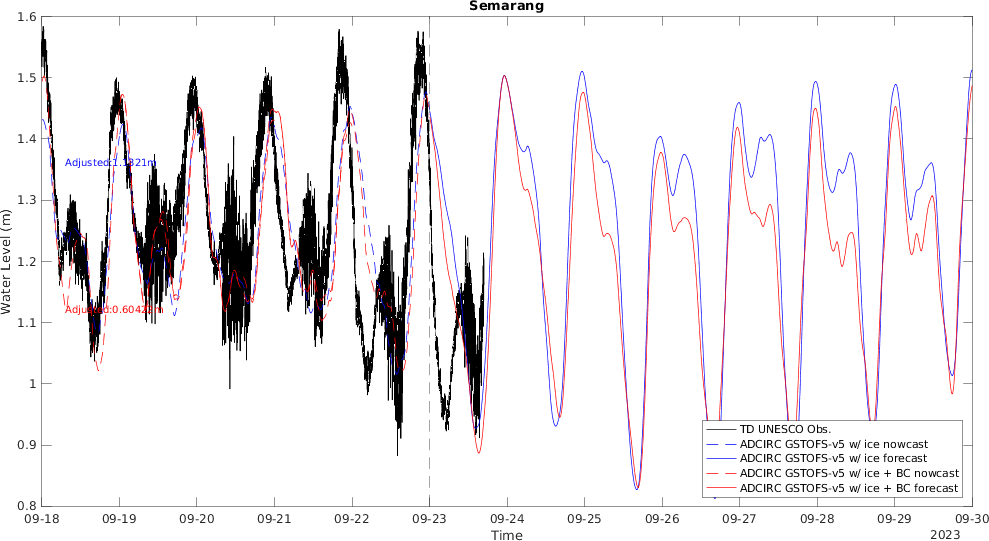 Semarang
Water Level (m)
1.6
1.5
1.4
1.3
1.2
1.1
1
0.9
0.8
TD UNESCO Obs.
ADCIRC GSTOFS-v5 w/ ice nowcast
ADCIRC GSTOFS-v5 w/ ice forecast
ADCIRC GSTOFS-v5 w/ ice + BC nowcast
ADCIRC GSTOFS-v5 w/ ice + BC forecast
09-18 09-19 09-20 09-21 09-22 09-23 09-24 09-25 09-26 09-27 09-28 09-29 09-30
Time
2023